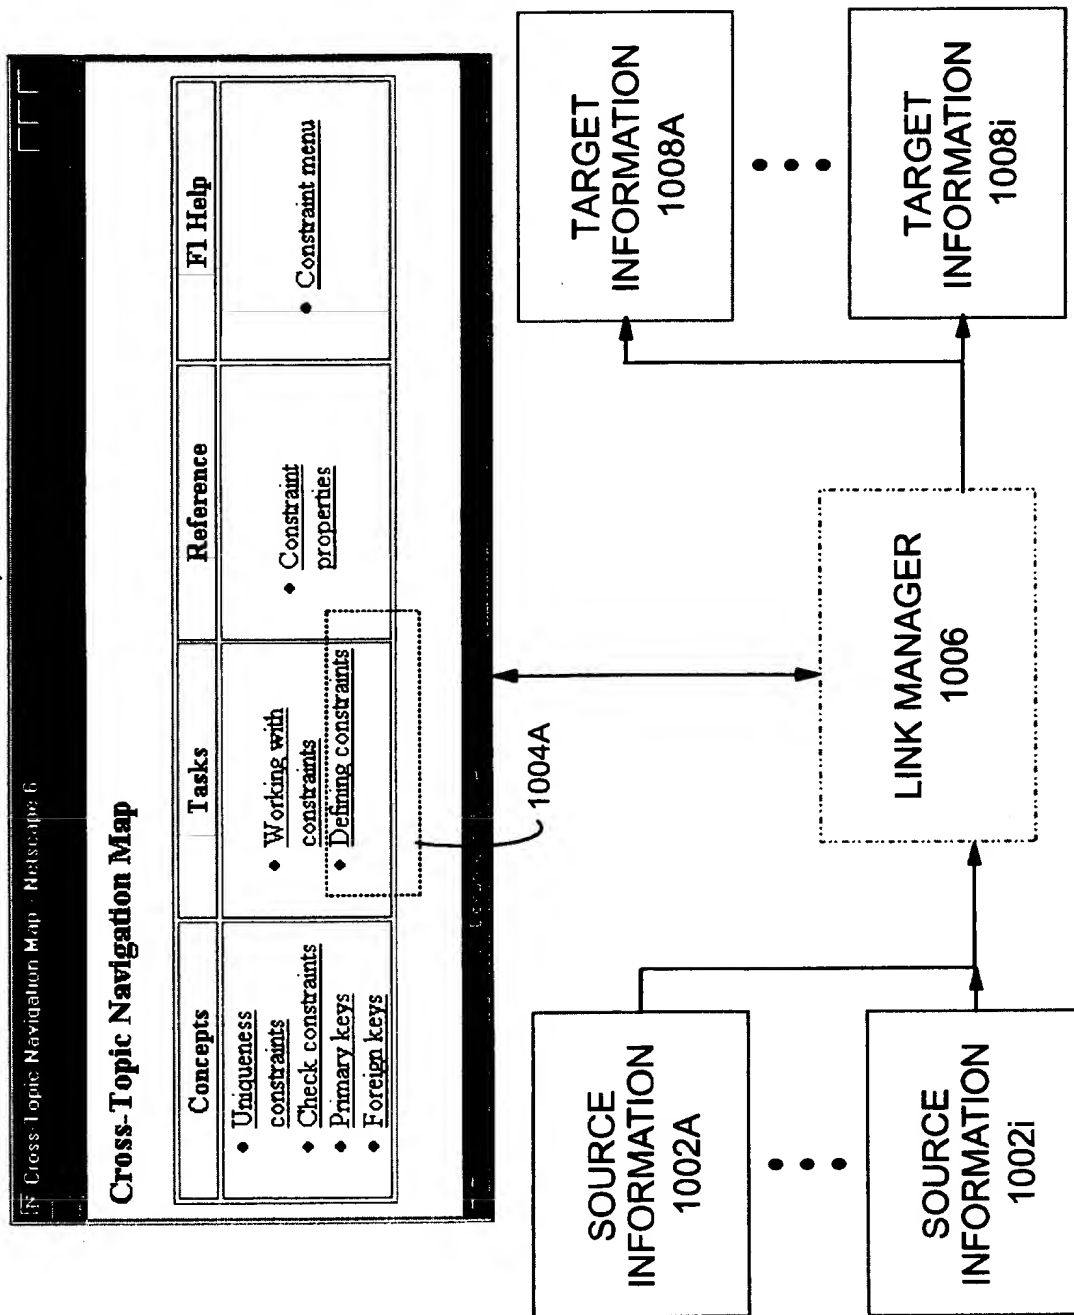 Cross-Topic Navigation Map - Netscape 6
Cross-Topic Navigation Map
Concepts
Tasks
Reference
F1 Help
Uniqueness
constraints
Check constraints
Primary keys
Foreign keys
Working with
constraints
Defining constraints
Constraint
properties
Constraint menu
1004A
SOURCE
INFORMATION
1002A
SOURCE
INFORMATION
1002i
LINK MANAGER
1006
TARGET
INFORMATION
1008A
TARGET
INFORMATION
1008i